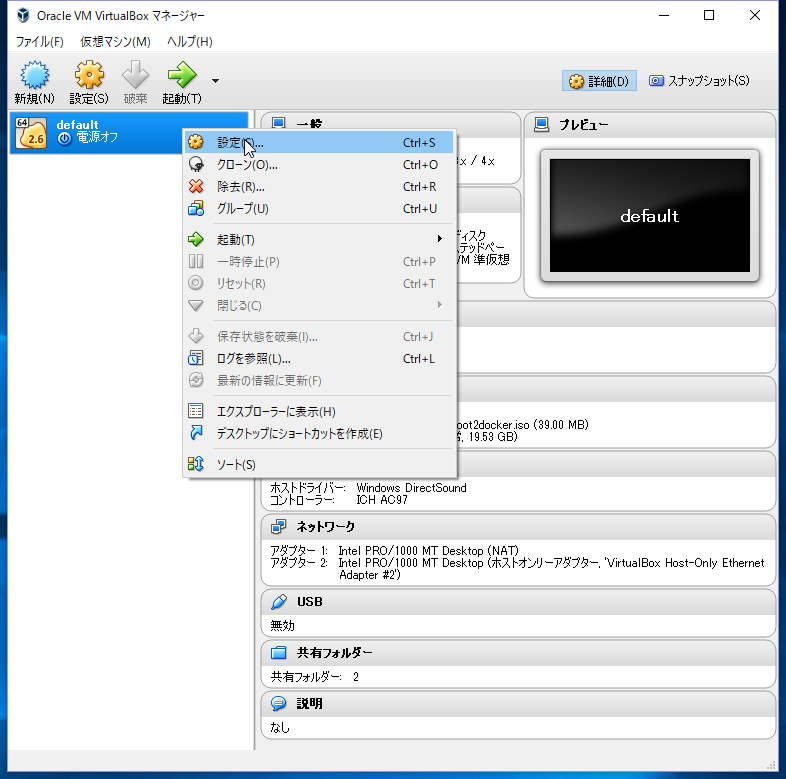 Oracle VM VirtualBox マネージャー
ファイル(F) 仮想マシン(M) ヘルプ(H)
新規(N) 設定(S) 破棄 起動(T)
詳細(D) スナップショット(S)
64
2.6
default
電源オフ
設定(S)... Ctrl+S
クローン(O)... Ctrl+O
除去(R)... Ctrl+R
グループ(U) Ctrl+U
起動(T)
一時停止(P) Ctrl+P
リセット(R) Ctrl+T
閉じる(C)
保存状態を破棄(I)... Ctrl+J
ログを参照(L)... Ctrl+L
最新の情報に更新(F)
エクスプローラーに表示(H)
デスクトップにショートカットを作成(E)
ソート(S)
一般
x / 4x
ディスク
ステッドペー
/M 準仮想
プレビュー
default
oot2docker.iso (39.00 MB)
, 19.53 GB)
ホストドライバー: Windows DirectSound
コントローラー: ICH AC97
ネットワーク
アダプター 1: Intel PRO/1000 MT Desktop (NAT)
アダプター 2: Intel PRO/1000 MT Desktop (ホストオンリーアダプター, 'VirtualBox Host-Only Ethernet
Adapter #2')
USB
無効
共有フォルダー
共有フォルダー: 2
説明
なし